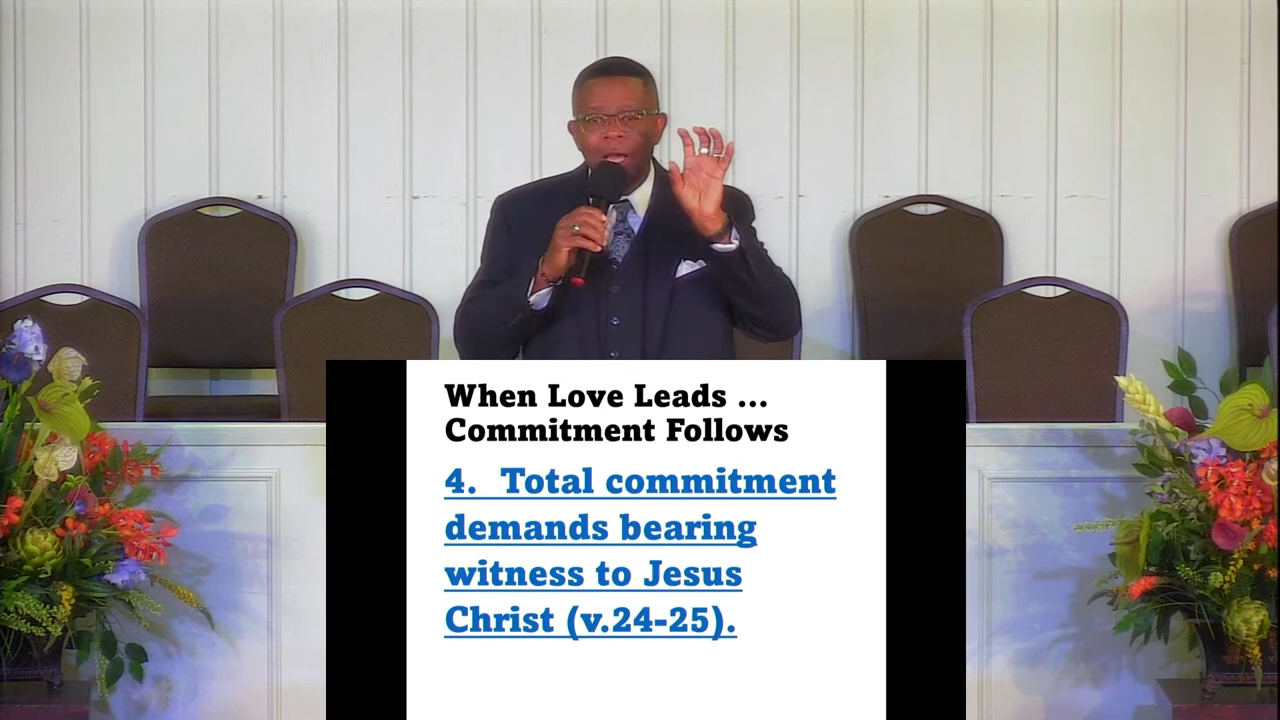 When Love Leads ...
Commitment Follows
4. Total commitment
demands bearing
witness to Jesus
Christ (v.24-25).